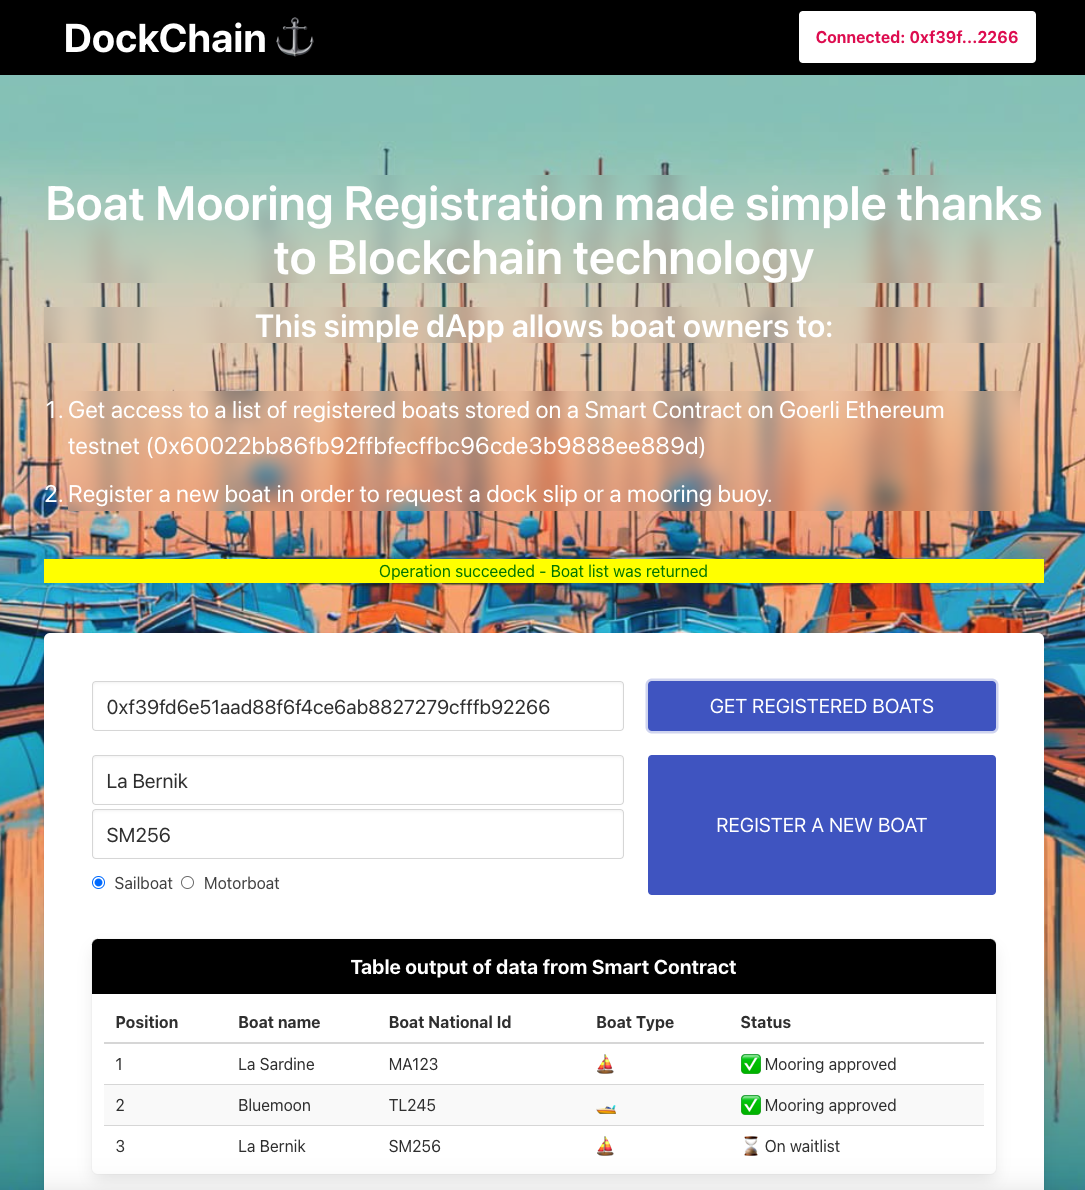 DockChain
Connected: 0xf39f...2266
Boat Mooring Registration made simple thanks
to Blockchain technology
This simple dApp allows boat owners to:
1. Get access to a list of registered boats stored on a Smart Contract on Goerli Ethereum
testnet (0x60022bb86fb92ffbfecffbc96cde3b9888ee889d)
2. Register a new boat in order to request a dock slip or a mooring buoy.
Operation succeeded - Boat list was returned
0xf39fd6e51aad88f6f4ce6ab8827279cfffb92266
GET REGISTERED BOATS
La Bernik
SM256
REGISTER A NEW BOAT
Sailboat Motorboat
Table output of data from Smart Contract
Position Boat name Boat National Id Boat Type Status
1 La Sardine MA123 Mooring approved
2 Bluemoon TL245 Mooring approved
3 La Bernik SM256 On waitlist